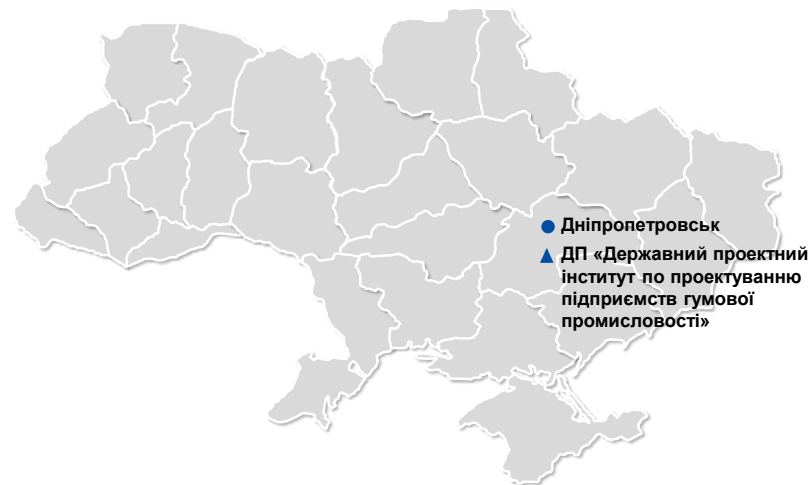 Дніпропетровськ
ДП «Державний проектний
інститут по проектуванню
підприємств гумової
промисловості»